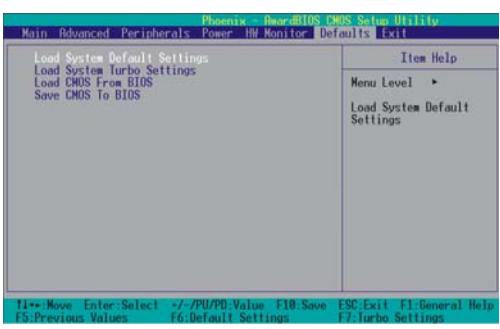 Phoenix - AwardBIOS CMOS Setup Utility
Main Advanced Peripherals Power HW Monitor Defaults Exit
Load System Default Settings
Load System Turbo Settings
Load CMOS From BIOS
Save CMOS To BIOS
Item Help
Menu Level ►
Load System Default
Settings
↑↓←→:Move Enter:Select +/-/PU/PD:Value F10:Save ESC:Exit F1:General Help
F5:Previous Values F6:Default Settings F7:Turbo Settings